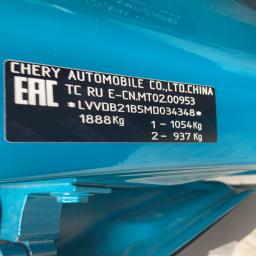 CHERY AUTOMOBILE CO.,LTD.CHINA
EAC TC RU E-CN.MT02.00953
*LVVDB21B5MD034348*
1888Kg 1 - 1054Kg
2 - 937Kg